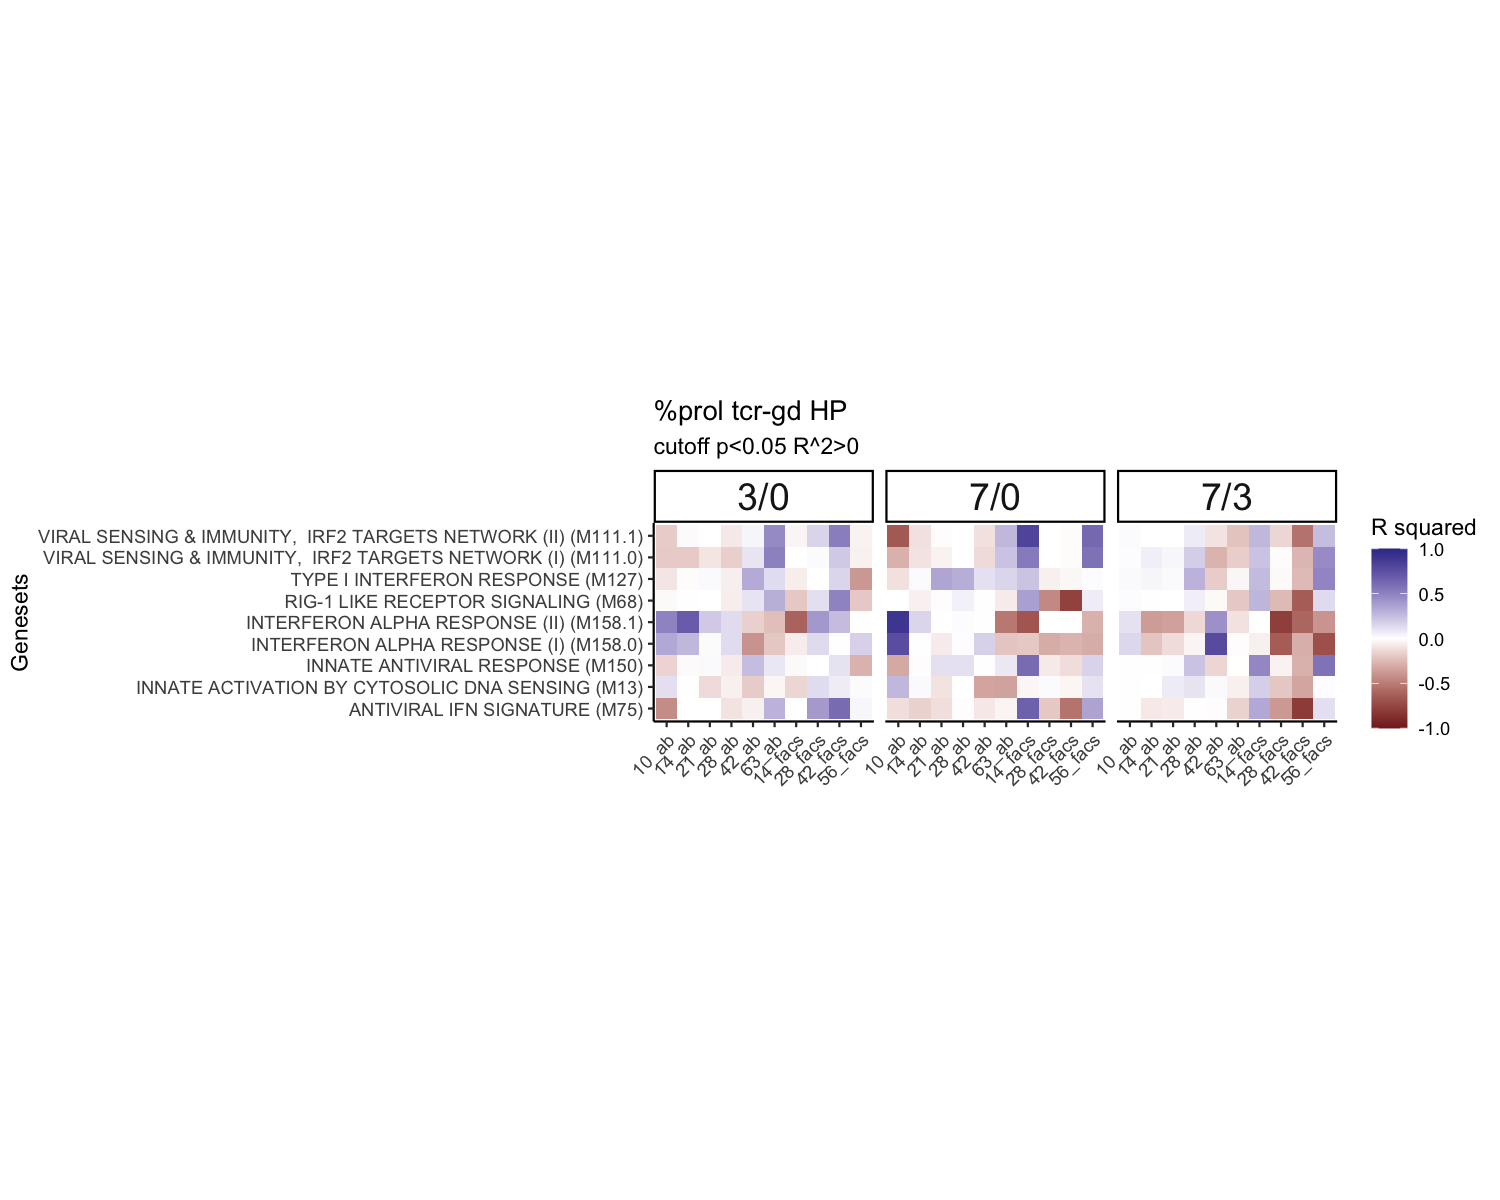 %prol tcr-gd HP
cutoff p<0.05 R^2>0
3/0
7/0
7/3
Genesets
VIRAL SENSING & IMMUNITY,  IRF2 TARGETS NETWORK (II) (M111.1)
VIRAL SENSING & IMMUNITY,  IRF2 TARGETS NETWORK (I) (M111.0)
TYPE I INTERFERON RESPONSE (M127)
RIG-1 LIKE RECEPTOR SIGNALING (M68)
INTERFERON ALPHA RESPONSE (II) (M158.1)
INTERFERON ALPHA RESPONSE (I) (M158.0)
INNATE ANTIVIRAL RESPONSE (M150)
INNATE ACTIVATION BY CYTOSOLIC DNA SENSING (M13)
ANTIVIRAL IFN SIGNATURE (M75)
10_ab
14_ab
21_ab
28_ab
42_ab
63_ab
14_facs
28_facs
42_facs
56_facs
10_ab
14_ab
21_ab
28_ab
42_ab
63_ab
14_facs
28_facs
42_facs
56_facs
10_ab
14_ab
21_ab
28_ab
42_ab
63_ab
14_facs
28_facs
42_facs
56_facs
R squared
1.0
0.5
0.0
-0.5
-1.0